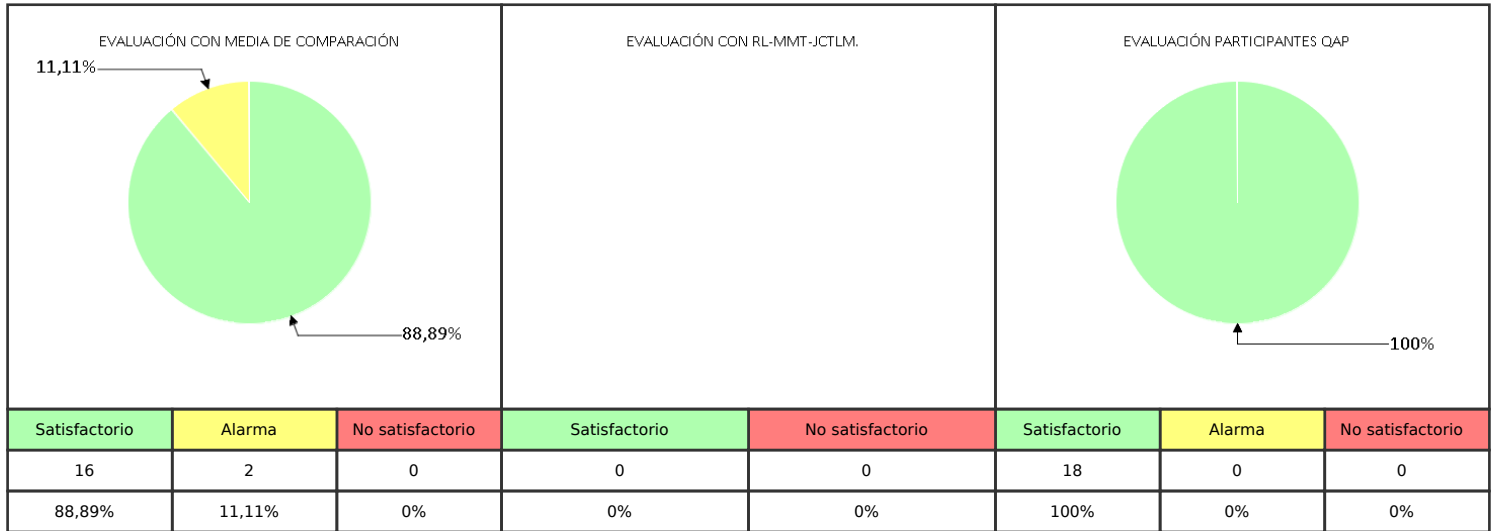 EVALUACIÓN CON MEDIA DE COMPARACIÓN
11,11%
88,89%
EVALUACIÓN CON RL-MMT-JCTLM.
EVALUACIÓN PARTICIPANTES QAP
100%
Satisfactorio Alarma No satisfactorio Satisfactorio No satisfactorio Satisfactorio Alarma No satisfactorio
16 2 0 0 0 18 0 0
88,89% 11,11% 0% 0% 0% 100% 0% 0%